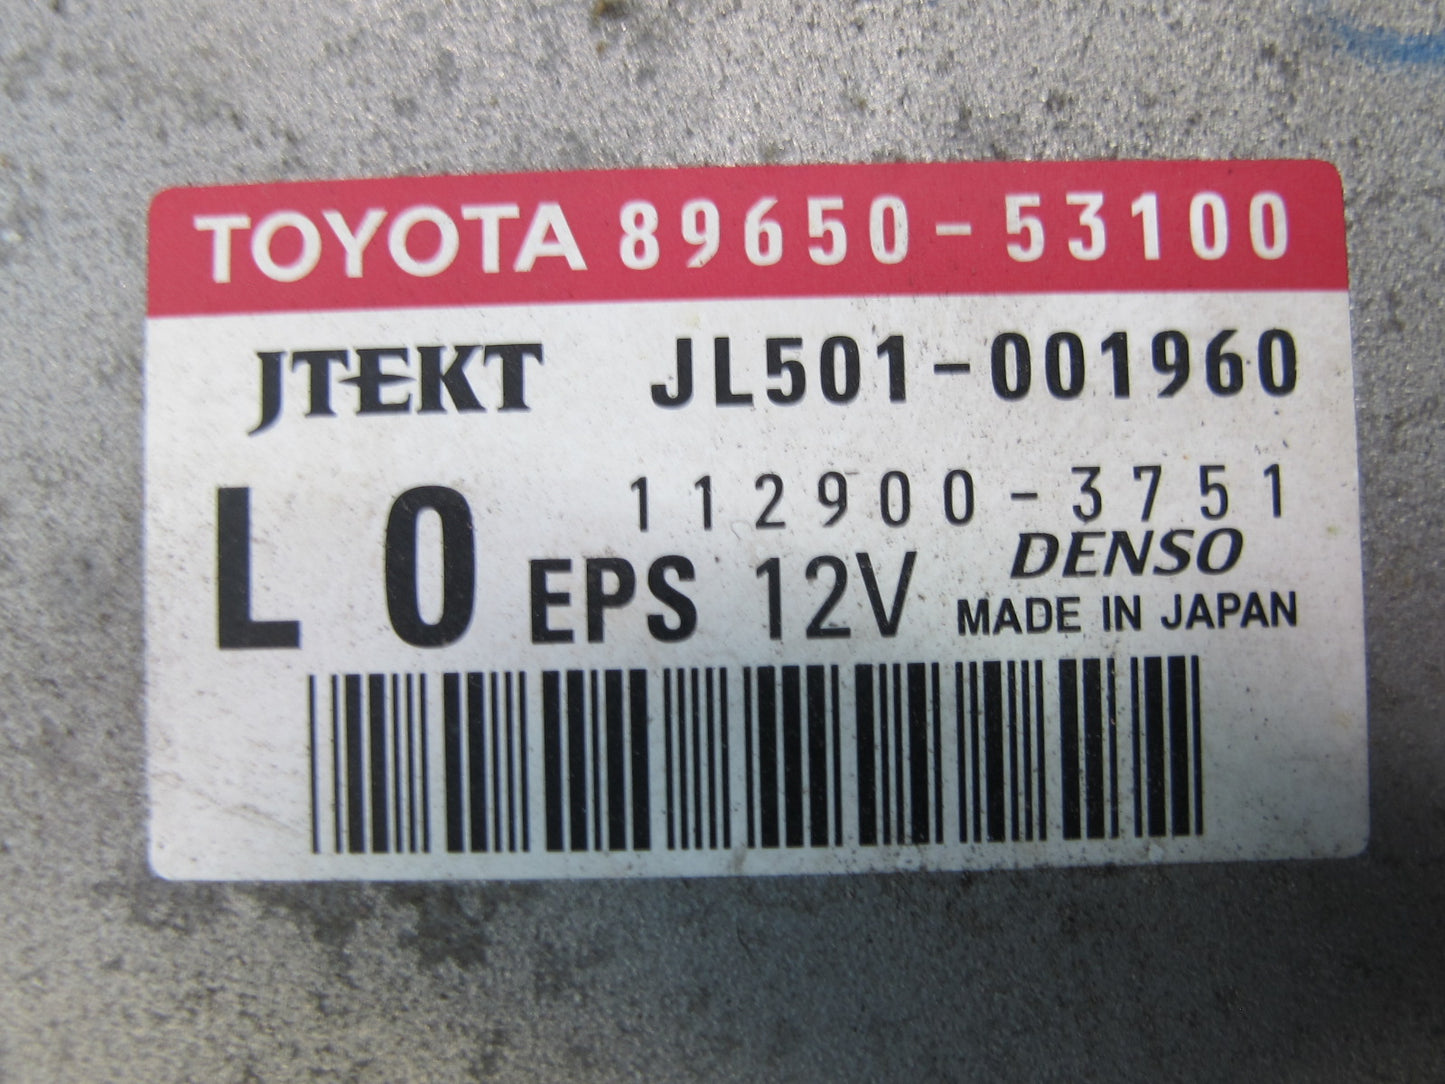 TOYOTA 89650-53100
JTEKT JL501-001960
112900-3751
L 0 EPS 12V DENSO
MADE IN JAPAN